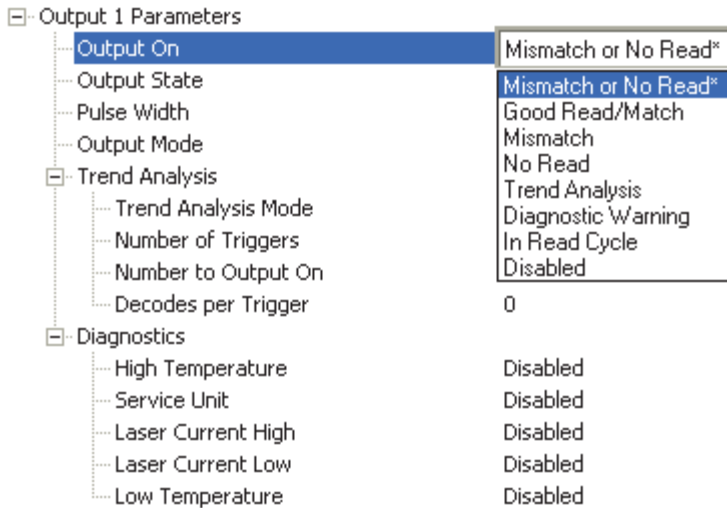 Output 1 Parameters
Output On Mismatch or No Read*
Output State Mismatch or No Read*
Pulse Width Good Read/Match
Output Mode Mismatch
No Read
Trend Analysis Trend Analysis
Trend Analysis Mode Diagnostic Warning
Number of Triggers In Read Cycle
Number to Output On Disabled
Decodes per Trigger 0
Diagnostics
High Temperature Disabled
Service Unit Disabled
Laser Current High Disabled
Laser Current Low Disabled
Low Temperature Disabled